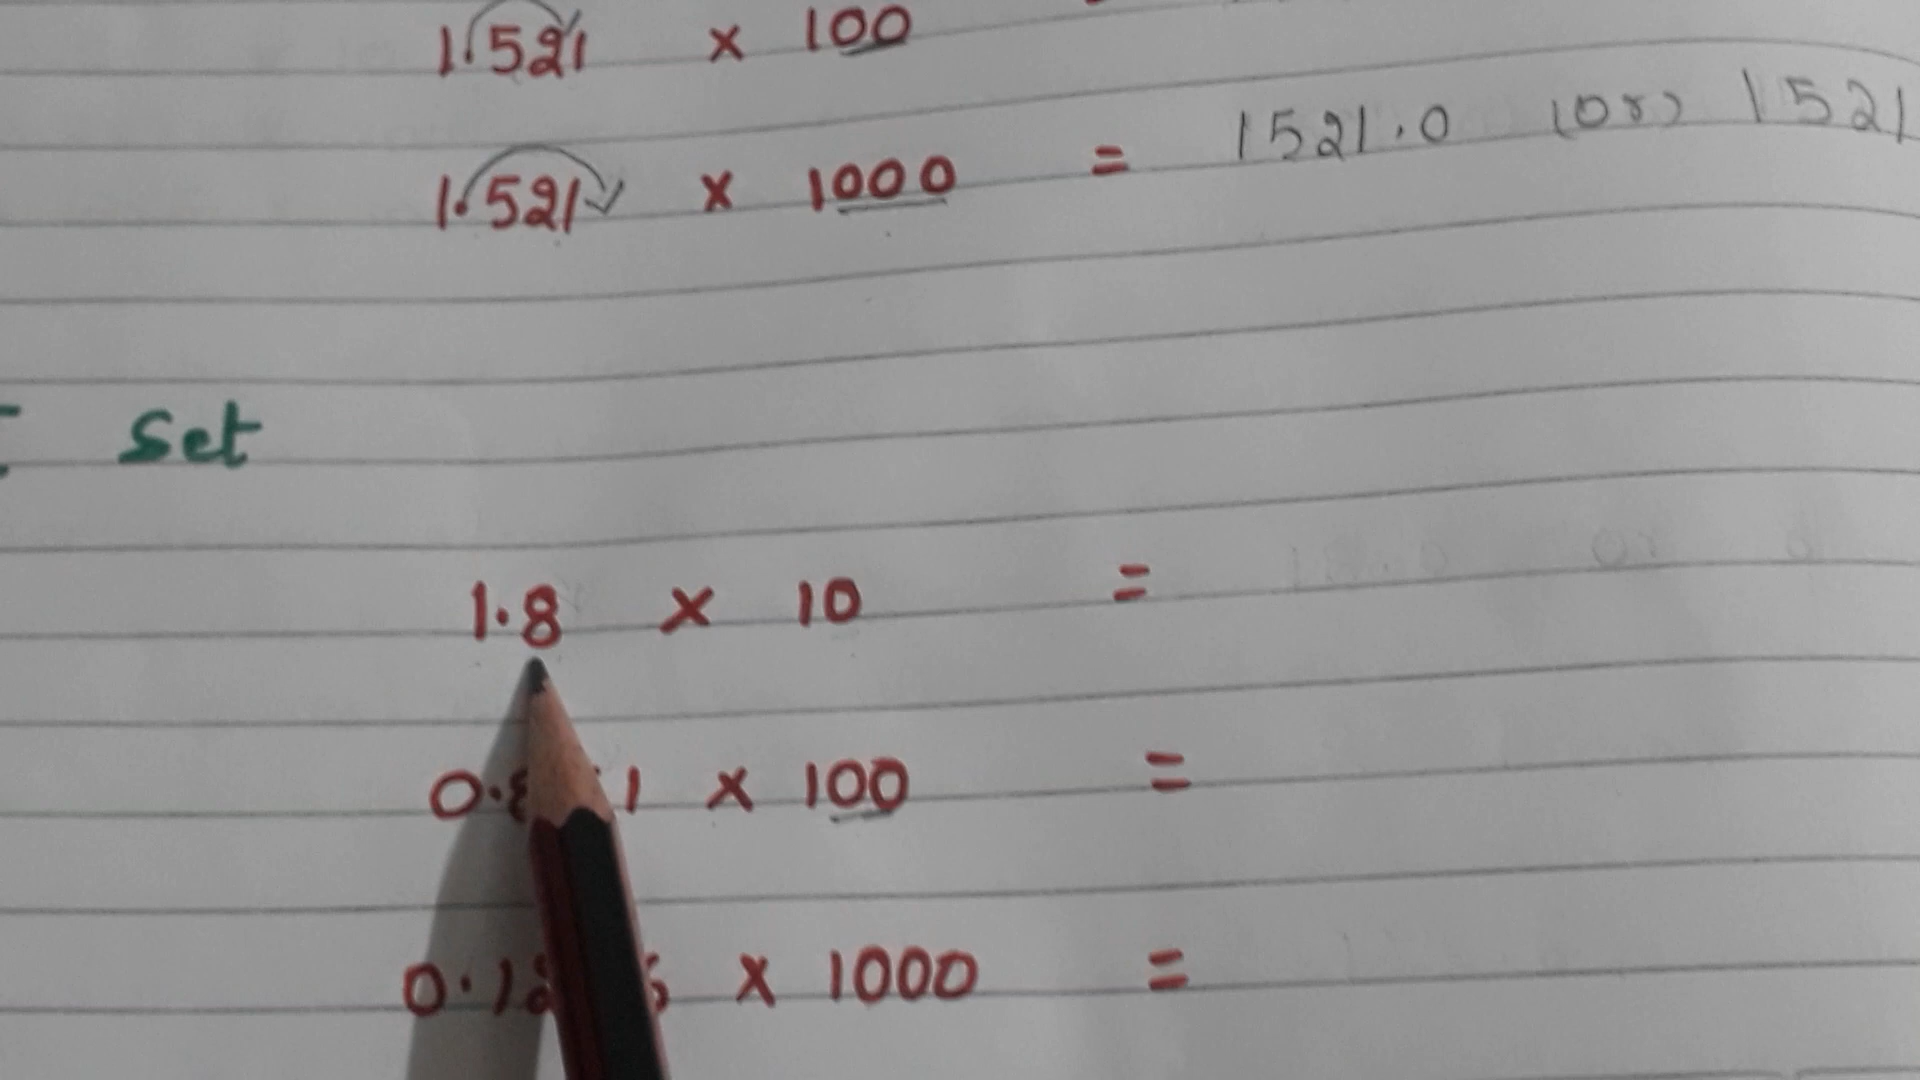 1.521 x 100
1.521 x 1000 = 1521.0 (or) 1521
Set
1.8 x 10 =
x 100 =
x 1000 =